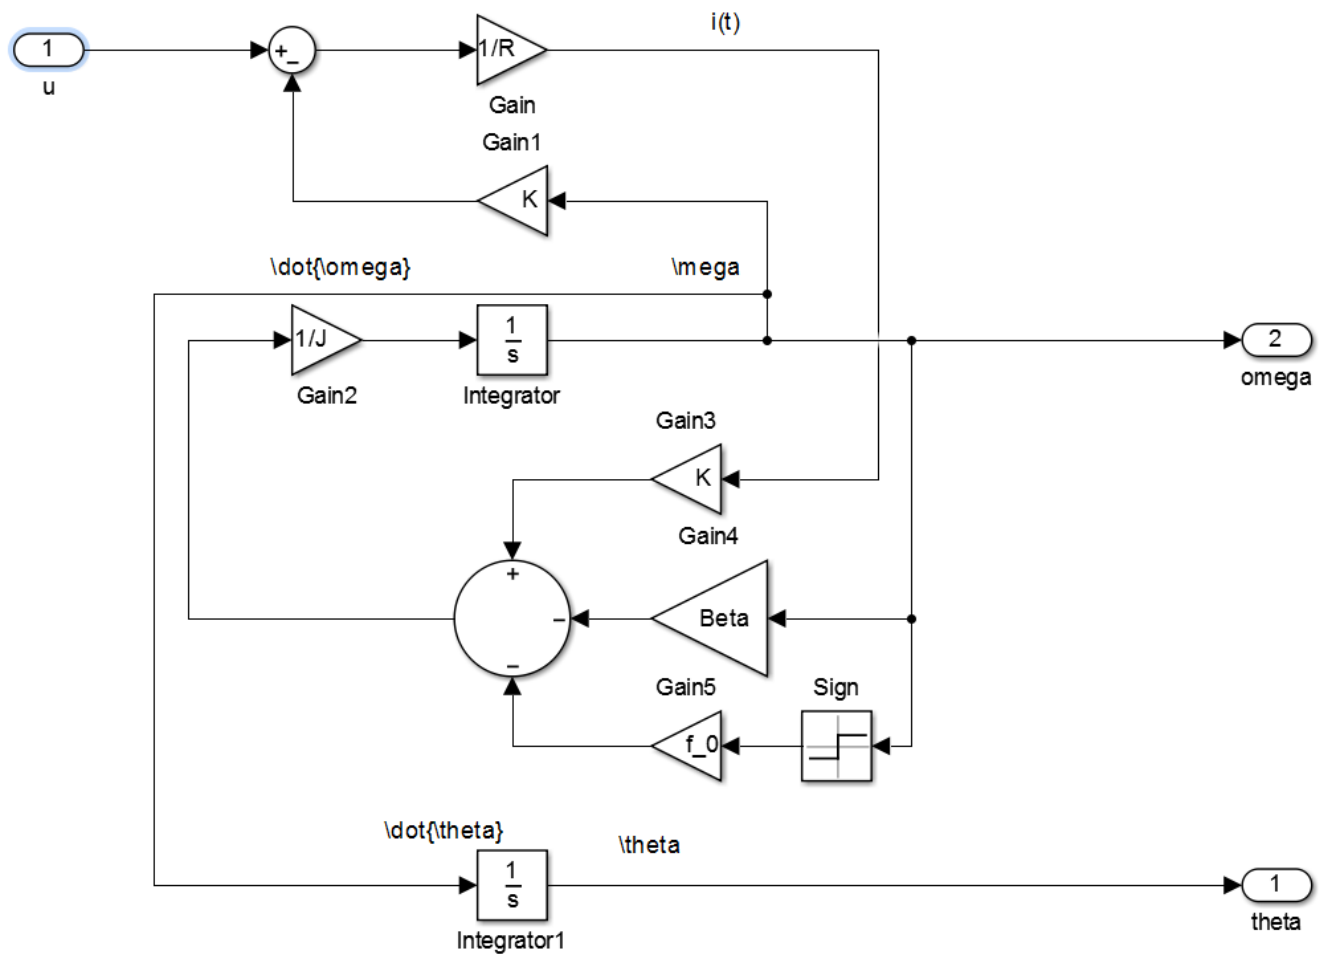 i(t)
1
+
−
1/R
u
Gain
Gain1
K
\dot{\omega}
\mega
1/J
1
s
2
Gain2
Integrator
omega
Gain3
K
Gain4
+
−
Beta
−
Gain5
Sign
f_0
\dot{\theta}
\theta
1
s
1
theta
Integrator1